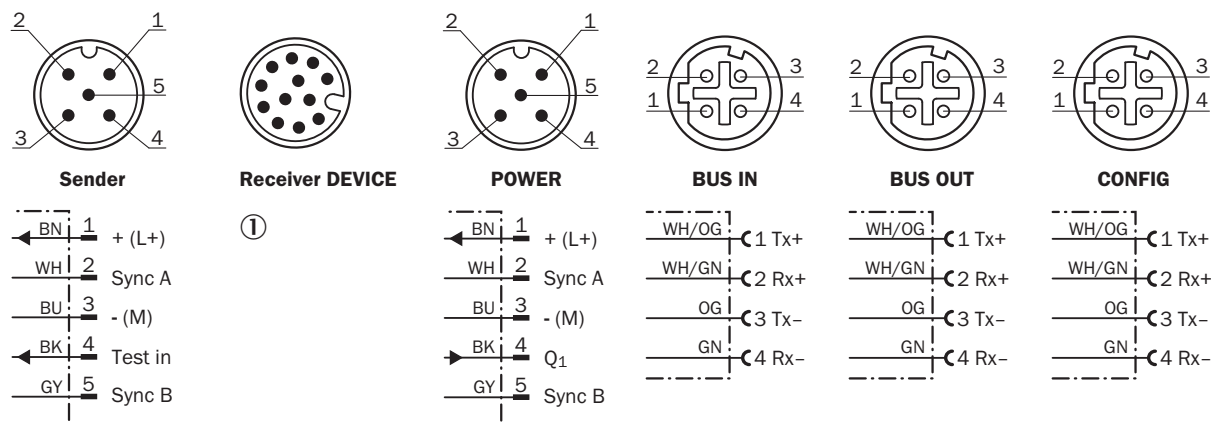 2 1
5
3 4
Sender
BN 1 + (L+)
WH 2 Sync A
BU 3 - (M)
BK 4 Test in
GY 5 Sync B
Receiver DEVICE
①
2 1
5
3 4
POWER
BN 1 + (L+)
WH 2 Sync A
BU 3 - (M)
BK 4 Q1
GY 5 Sync B
2 3
1 4
BUS IN
WH/OG 1 Tx+
WH/GN 2 Rx+
OG 3 Tx–
GN 4 Rx–
2 3
1 4
BUS OUT
WH/OG 1 Tx+
WH/GN 2 Rx+
OG 3 Tx–
GN 4 Rx–
2 3
1 4
CONFIG
WH/OG 1 Tx+
WH/GN 2 Rx+
OG 3 Tx–
GN 4 Rx–